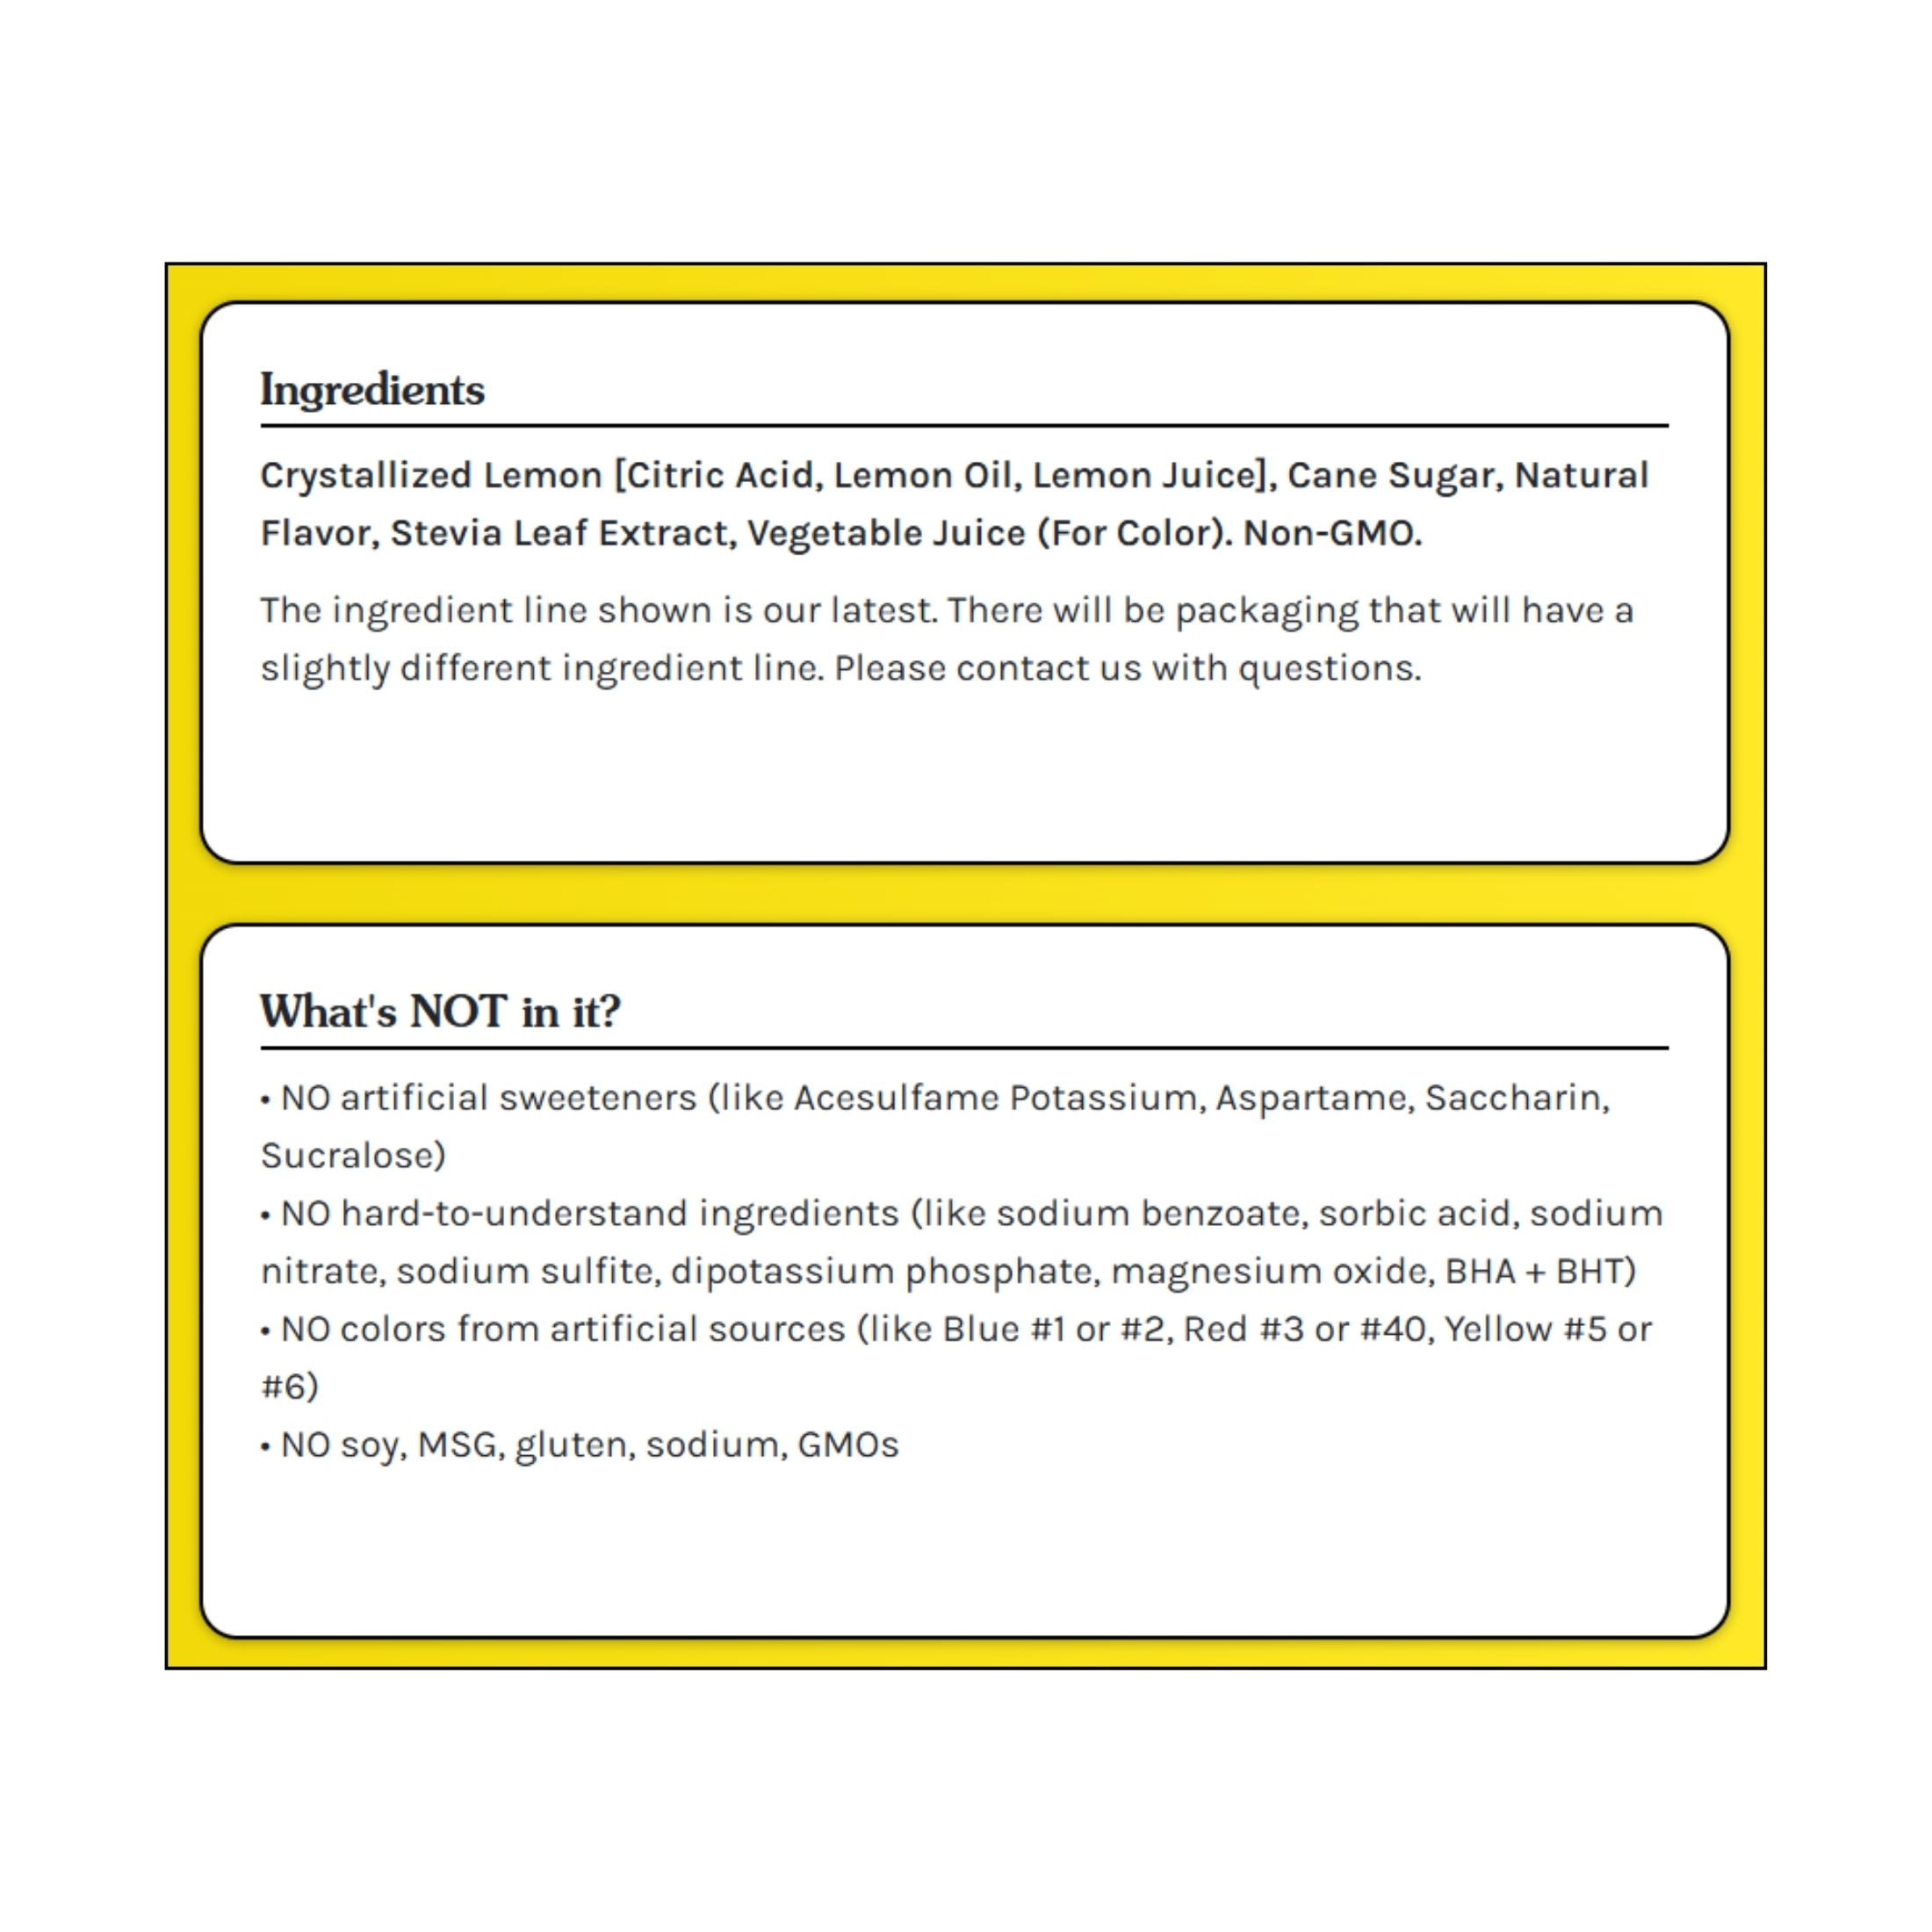 Ingredients
Crystallized Lemon [Citric Acid, Lemon Oil, Lemon Juice], Cane Sugar, Natural
Flavor, Stevia Leaf Extract, Vegetable Juice (For Color). Non-GMO.
The ingredient line shown is our latest. There will be packaging that will have a
slightly different ingredient line. Please contact us with questions.
What's NOT in it?
• NO artificial sweeteners (like Acesulfame Potassium, Aspartame, Saccharin,
Sucralose)
• NO hard-to-understand ingredients (like sodium benzoate, sorbic acid, sodium
nitrate, sodium sulfite, dipotassium phosphate, magnesium oxide, BHA + BHT)
• NO colors from artificial sources (like Blue #1 or #2, Red #3 or #40, Yellow #5 or
#6)
• NO soy, MSG, gluten, sodium, GMOs